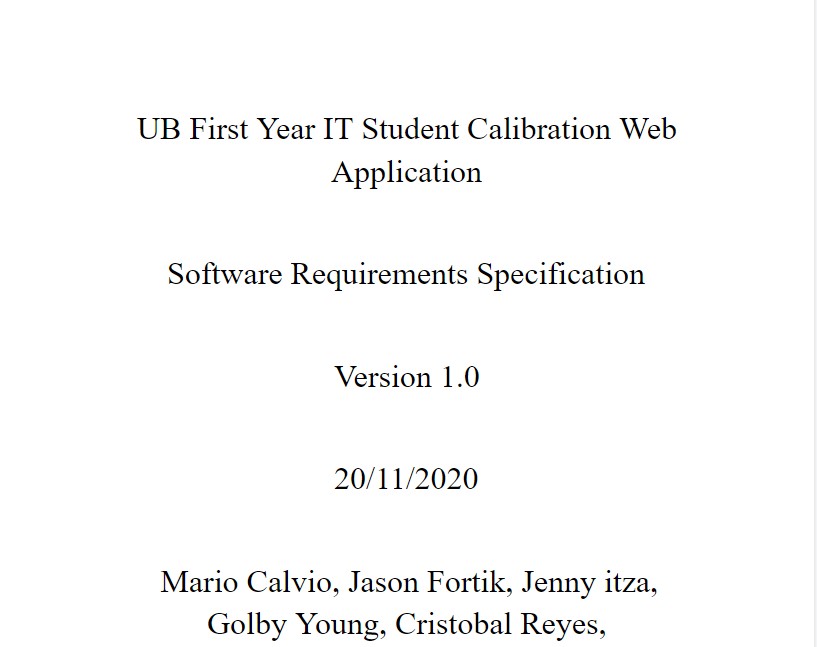 UB First Year IT Student Calibration Web
Application
Software Requirements Specification
Version 1.0
20/11/2020
Mario Calvio, Jason Fortik, Jenny itza,
Golby Young, Cristobal Reyes,